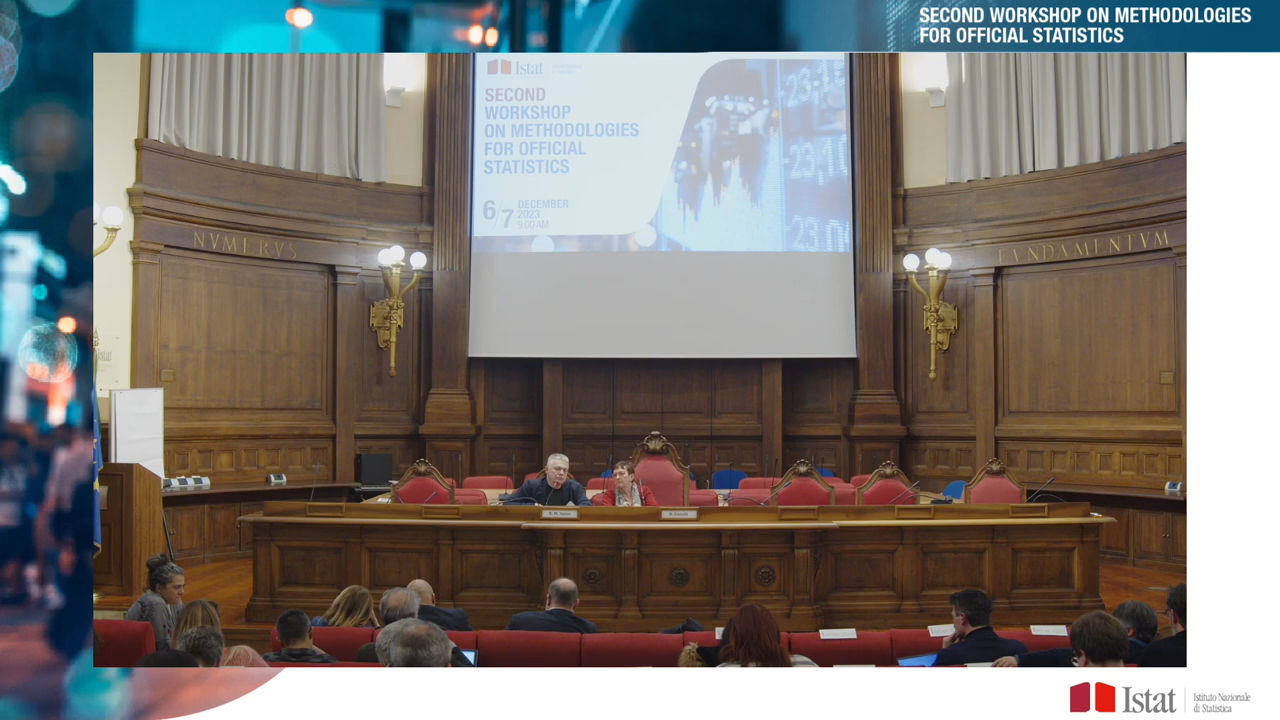 SECOND WORKSHOP ON METHODOLOGIES
FOR OFFICIAL STATISTICS
Istat
SECOND
WORKSHOP
ON METHODOLOGIES
FOR OFFICIAL
STATISTICS
6/7
DECEMBER
2023
9.00 AM
NVMERVS
FVNDAMENTVM
Istat
Istituto Nazionale
di Statistica